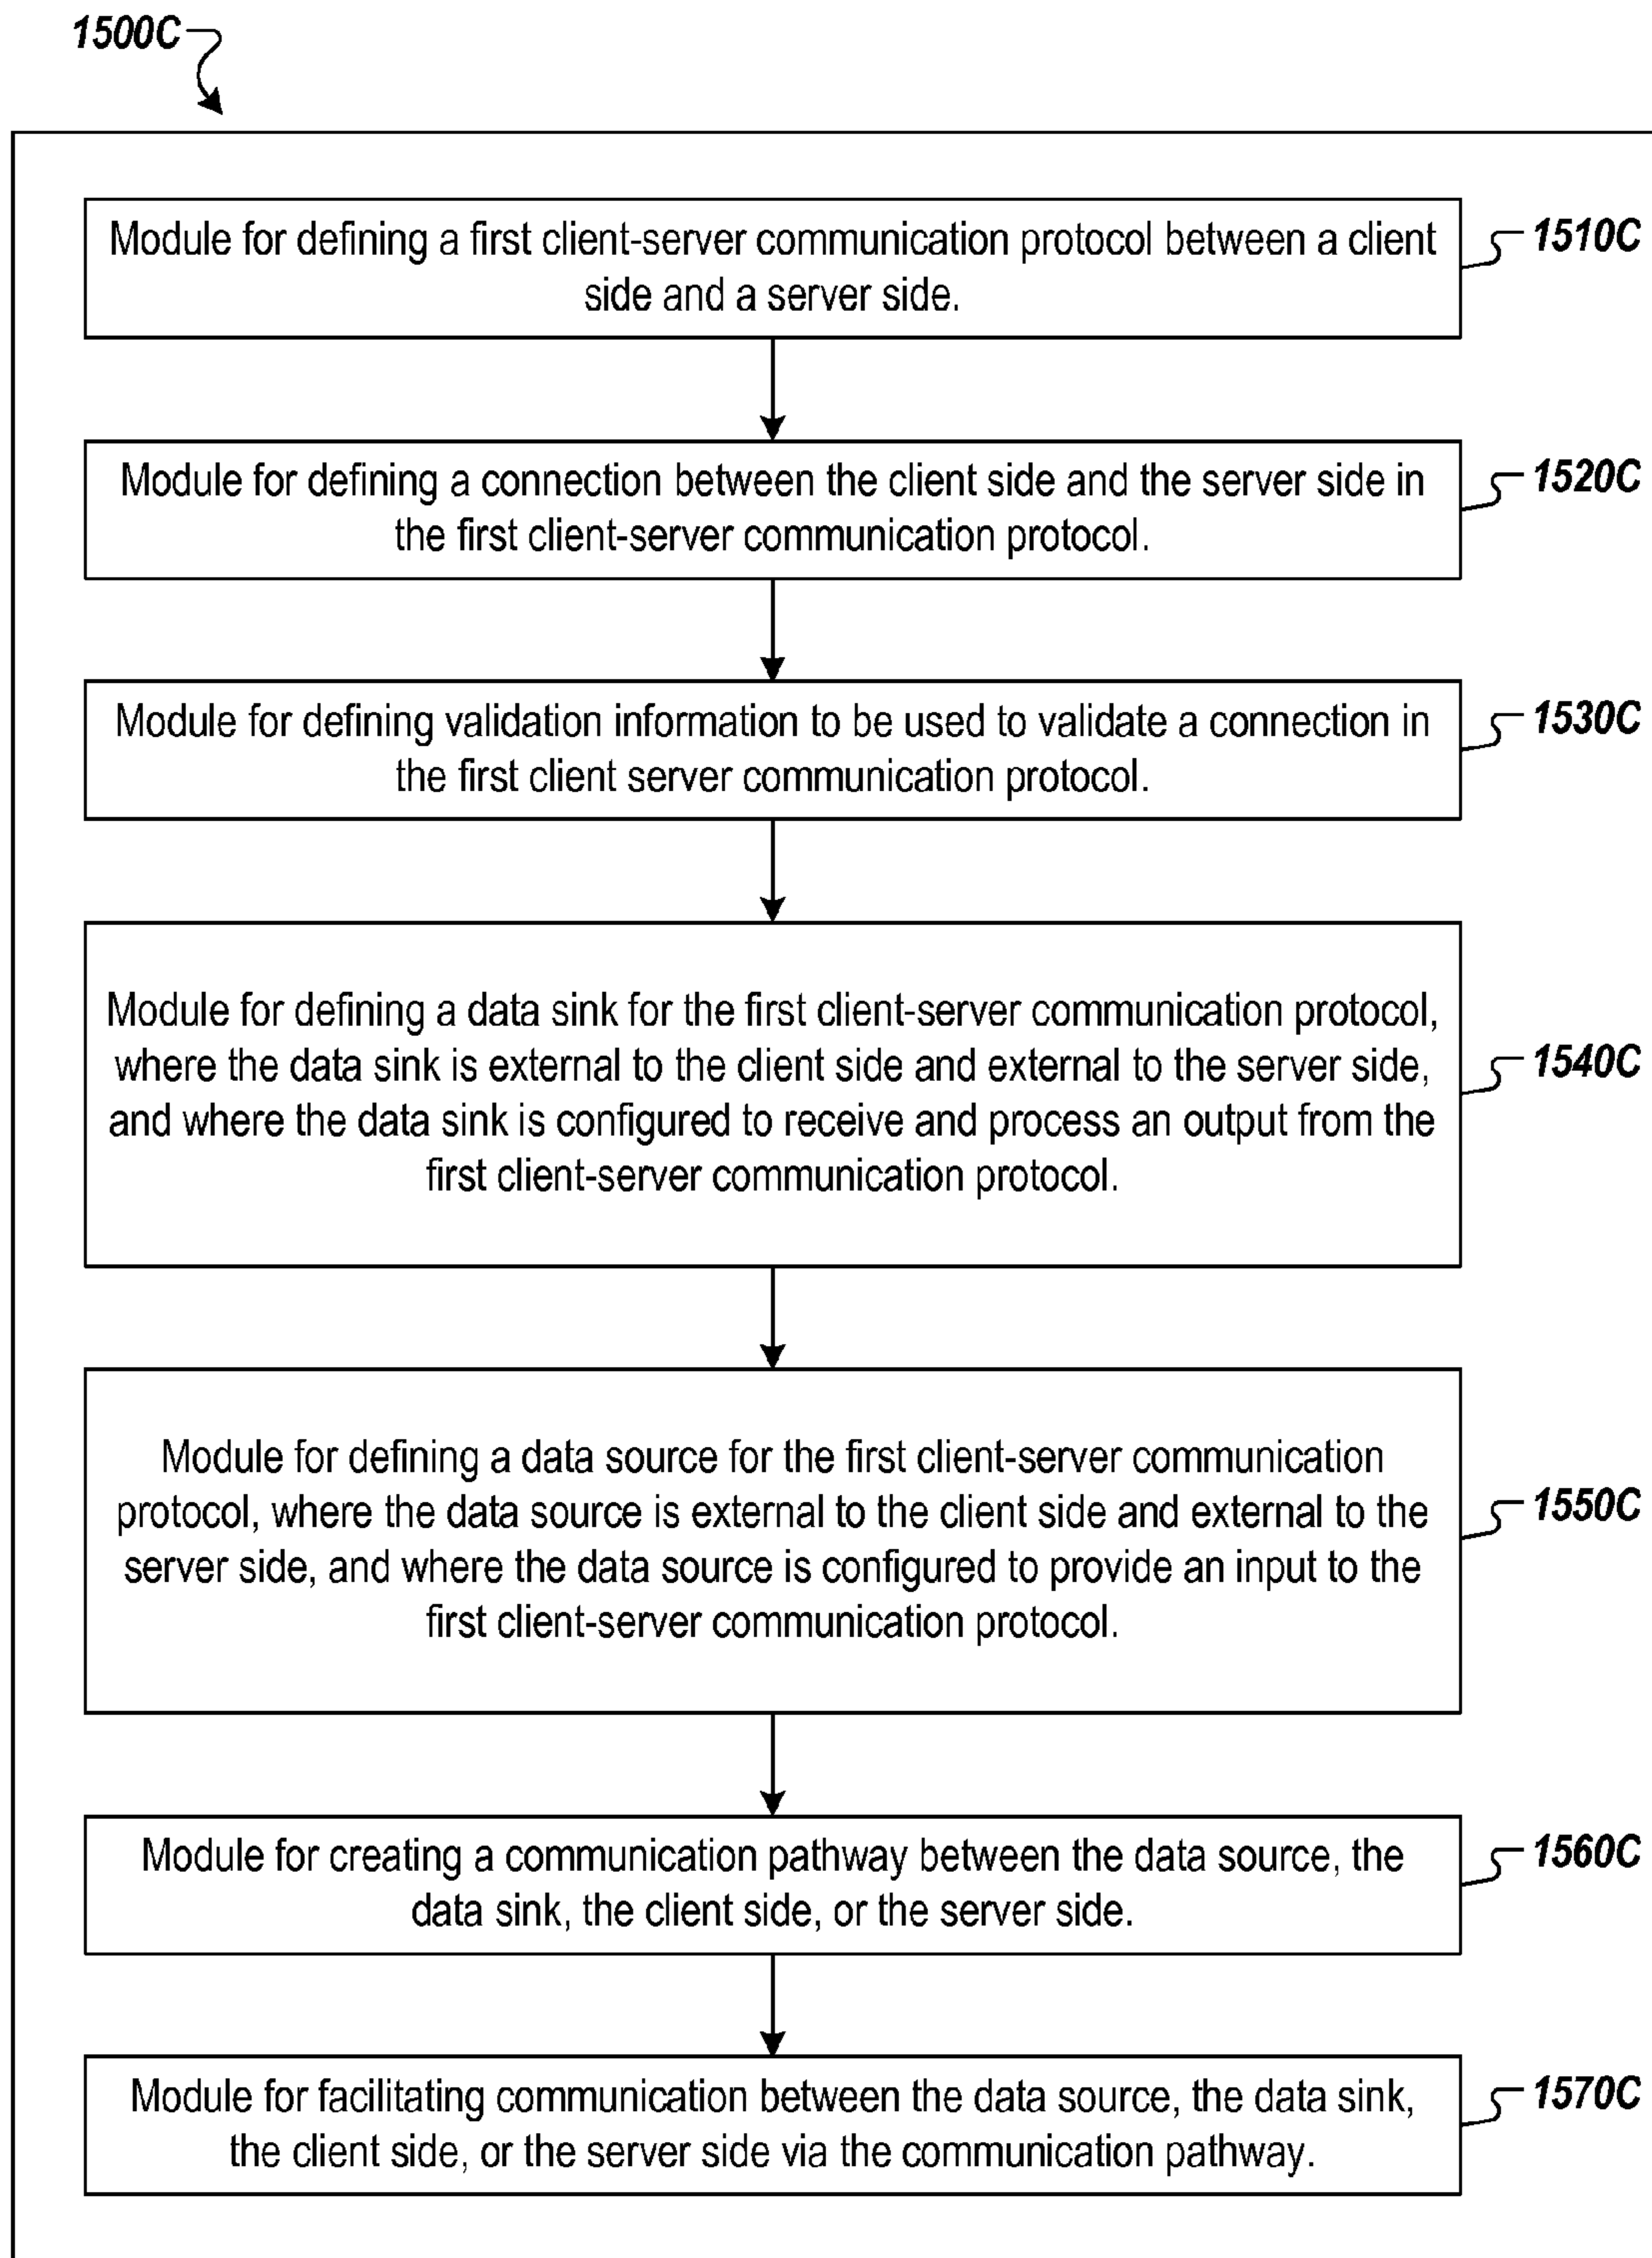 1500C
Module for defining a first client-server communication protocol between a client
side and a server side.
1510C
Module for defining a connection between the client side and the server side in
the first client-server communication protocol.
1520C
Module for defining validation information to be used to validate a connection in
the first client server communication protocol.
1530C
Module for defining a data sink for the first client-server communication protocol,
where the data sink is external to the client side and external to the server side,
and where the data sink is configured to receive and process an output from the
first client-server communication protocol.
1540C
Module for defining a data source for the first client-server communication
protocol, where the data source is external to the client side and external to the
server side, and where the data source is configured to provide an input to the
first client-server communication protocol.
1550C
Module for creating a communication pathway between the data source, the
data sink, the client side, or the server side.
1560C
Module for facilitating communication between the data source, the data sink,
the client side, or the server side via the communication pathway.
1570C